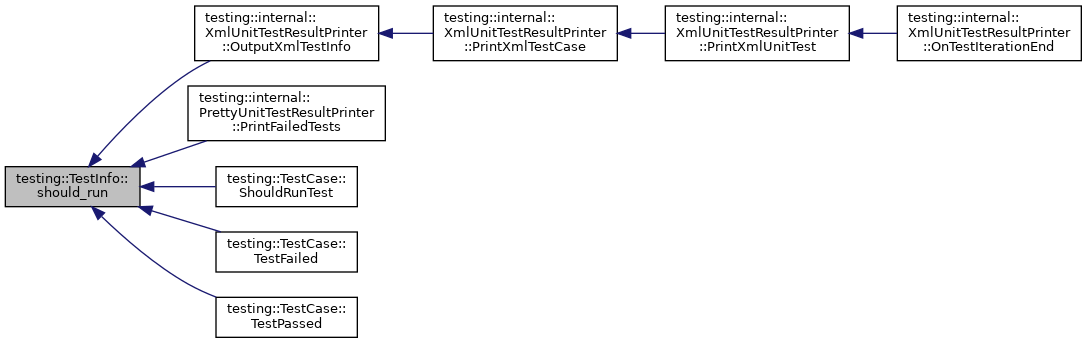 testing::internal::
XmlUnitTestResultPrinter
::OutputXmlTestInfo
testing::internal::
XmlUnitTestResultPrinter
::PrintXmlTestCase
testing::internal::
XmlUnitTestResultPrinter
::PrintXmlUnitTest
testing::internal::
XmlUnitTestResultPrinter
::OnTestIterationEnd
testing::internal::
PrettyUnitTestResultPrinter
::PrintFailedTests
testing::TestInfo::
should_run
testing::TestCase::
ShouldRunTest
testing::TestCase::
TestFailed
testing::TestCase::
TestPassed